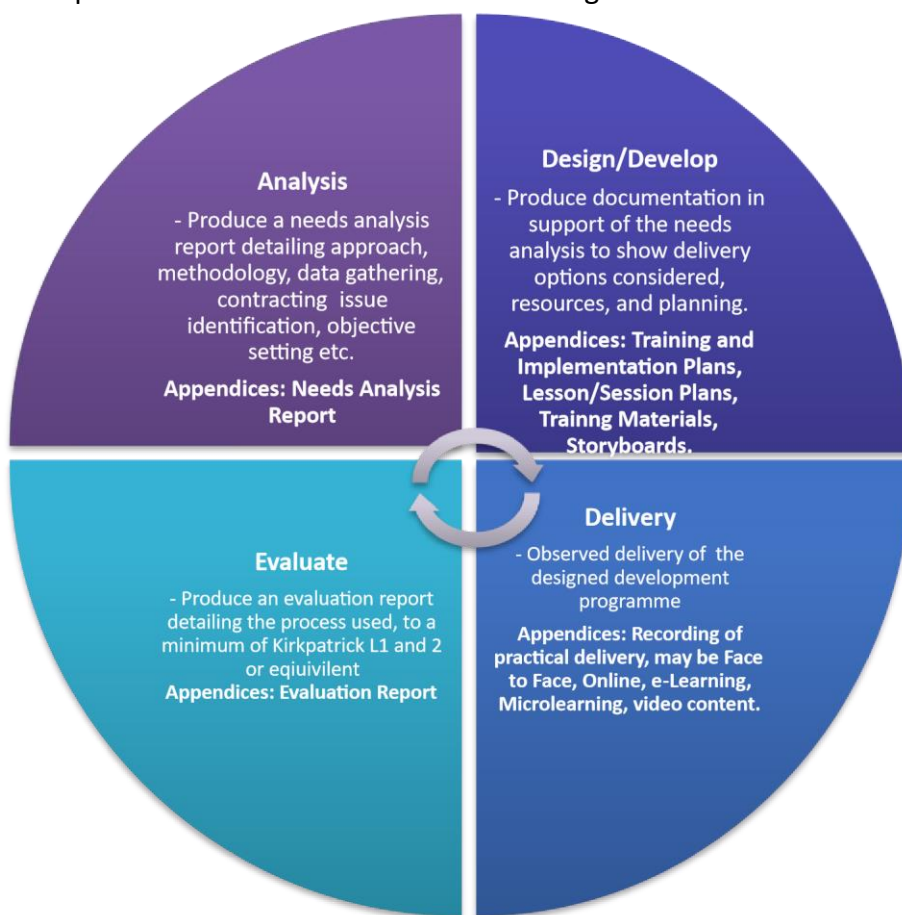 Analysis
- Produce a needs analysis
report detailing approach,
methodology, data gathering,
contracting issue
identification, objective
setting etc.
Appendices: Needs Analysis
Report
Design/Develop
- Produce documentation in
support of the needs
analysis to show delivery
options considered,
resources, and planning.
Appendices: Training and
Implementation Plans,
Lesson/Session Plans,
Trainng Materials,
Storyboards.
Delivery
- Observed delivery of the
designed development
programme
Appendices: Recording of
practical delivery, may be Face
to Face, Online, e-Learning,
Microlearning, video content.
Evaluate
- Produce an evaluation report
detailing the process used, to a
minimum of Kirkpatrick L1 and 2
or equiuivilent
Appendices: Evaluation Report